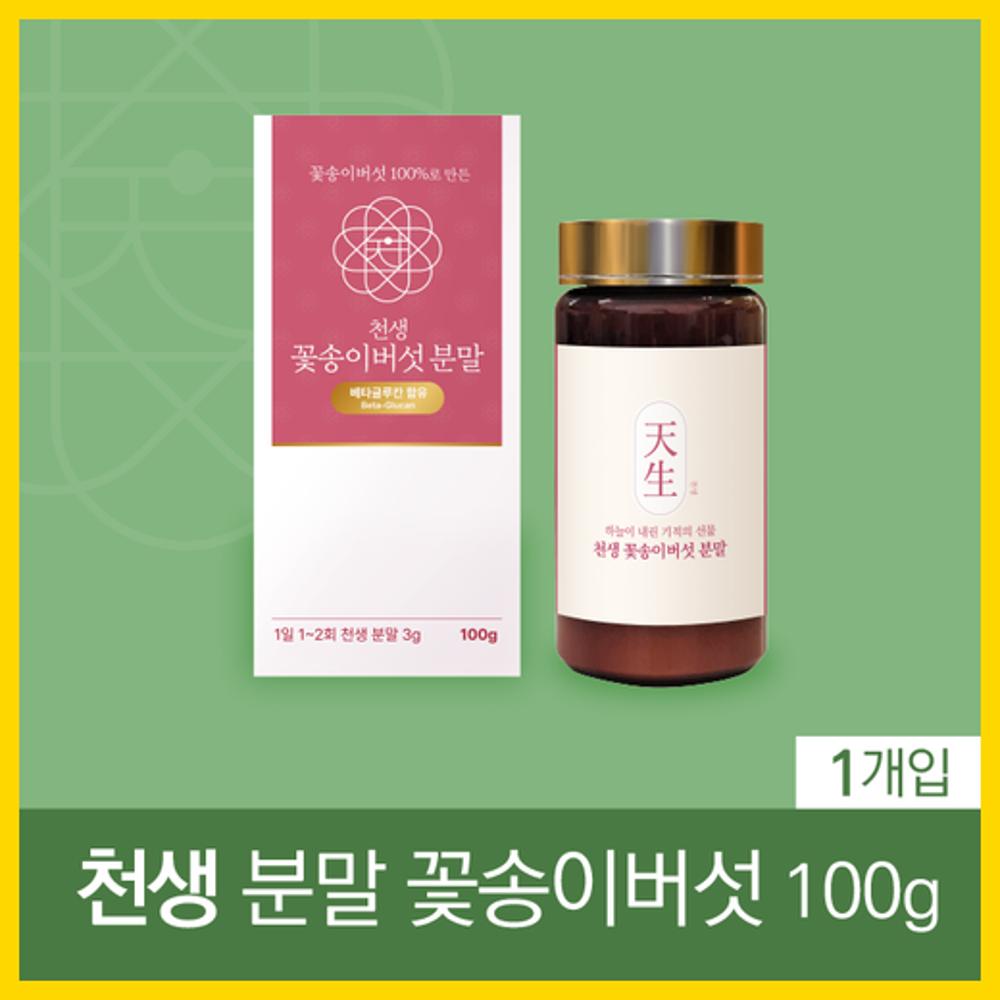 꽃송이버섯 100%로 만든
천생
꽃송이버섯 분말
베타글루칸 함유
Beta-Glucan
1일 1~2회 천생 분말 3g
100g
天生
천생
하늘이 내린 기적의 선물
천생 꽃송이버섯 분말
1개입
천생 분말 꽃송이버섯 100g